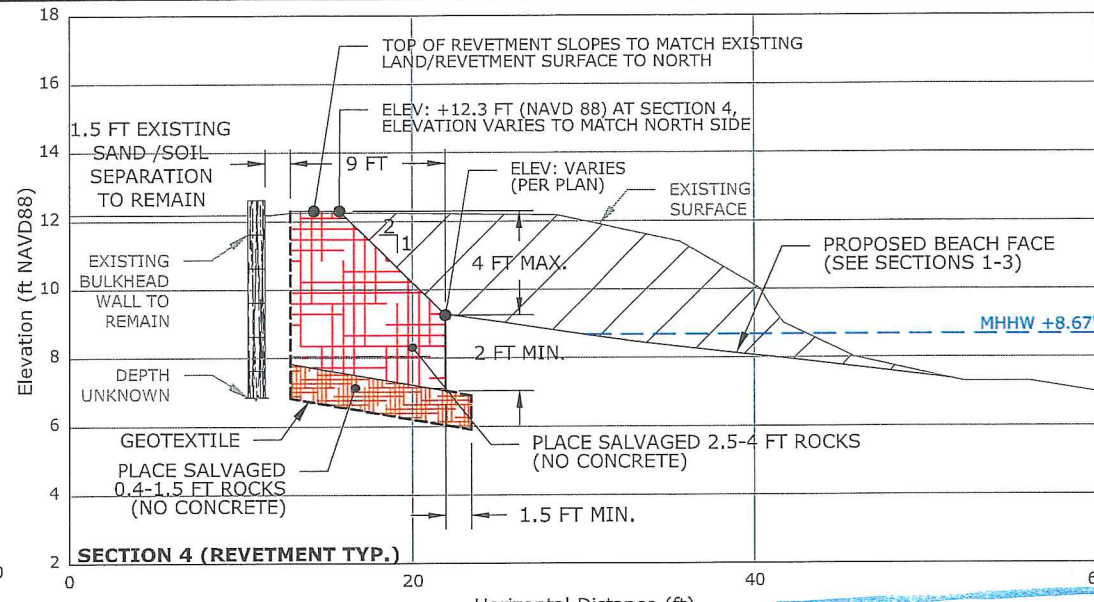 18
16
14
12
10
8
6
4
2
Elevation (ft NAVD88)
TOP OF REVETMENT SLOPES TO MATCH EXISTING
LAND/REVETMENT SURFACE TO NORTH
ELEV: +12.3 FT (NAVD 88) AT SECTION 4,
ELEVATION VARIES TO MATCH NORTH SIDE
1.5 FT EXISTING
SAND /SOIL
SEPARATION
TO REMAIN
9 FT
ELEV: VARIES
(PER PLAN)
EXISTING
SURFACE
2
1
4 FT MAX.
PROPOSED BEACH FACE
(SEE SECTIONS 1-3)
EXISTING
BULKHEAD
WALL TO
REMAIN
MHHW +8.67'
2 FT MIN.
DEPTH
UNKNOWN
GEOTEXTILE
PLACE SALVAGED 2.5-4 FT ROCKS
(NO CONCRETE)
PLACE SALVAGED
0.4-1.5 FT ROCKS
(NO CONCRETE)
1.5 FT MIN.
SECTION 4 (REVETMENT TYP.)
0
0
20
40
6
Horizontal Distance (ft)